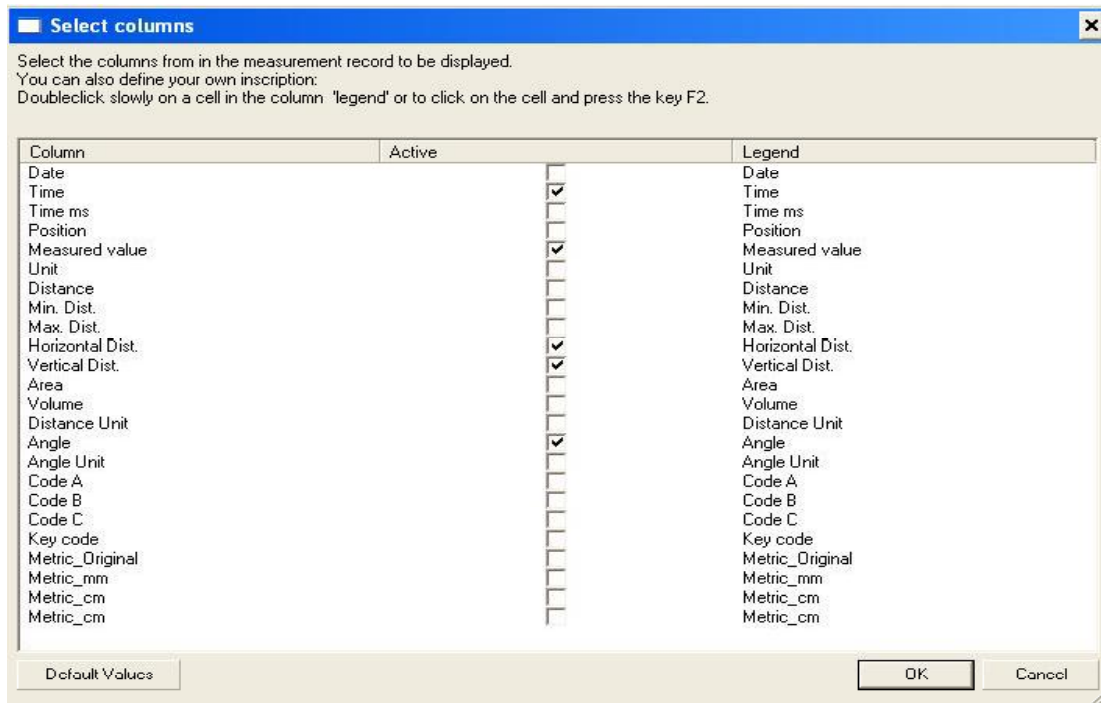 Select columns
Select the columns from in the measurement record to be displayed.
You can also define your own inscription:
Doubleclick slowly on a cell in the column 'legend' or to click on the cell and press the key F2.
Column Active Legend
Date Date
Time Time
Time ms Time ms
Position Position
Measured value Measured value
Unit Unit
Distance Distance
Min. Dist. Min. Dist.
Max. Dist. Max. Dist.
Horizontal Dist. Horizontal Dist.
Vertical Dist. Vertical Dist.
Area Area
Volume Volume
Distance Unit Distance Unit
Angle Angle
Angle Unit Angle Unit
Code A Code A
Code B Code B
Code C Code C
Key code Key code
Metric_Original Metric_Original
Metric_mm Metric_mm
Metric_cm Metric_cm
Metric_cm Metric_cm
Default Values OK Cancel